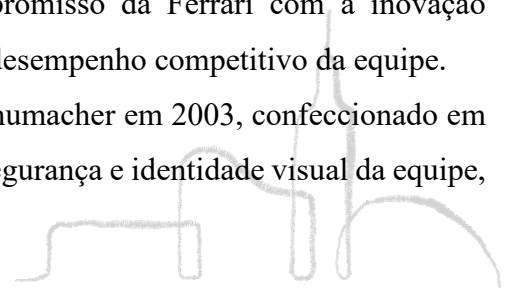 promisso da Ferrari com a inovação
desempenho competitivo da equipe.
humacher em 2003, confeccionado em
egurança e identidade visual da equipe,